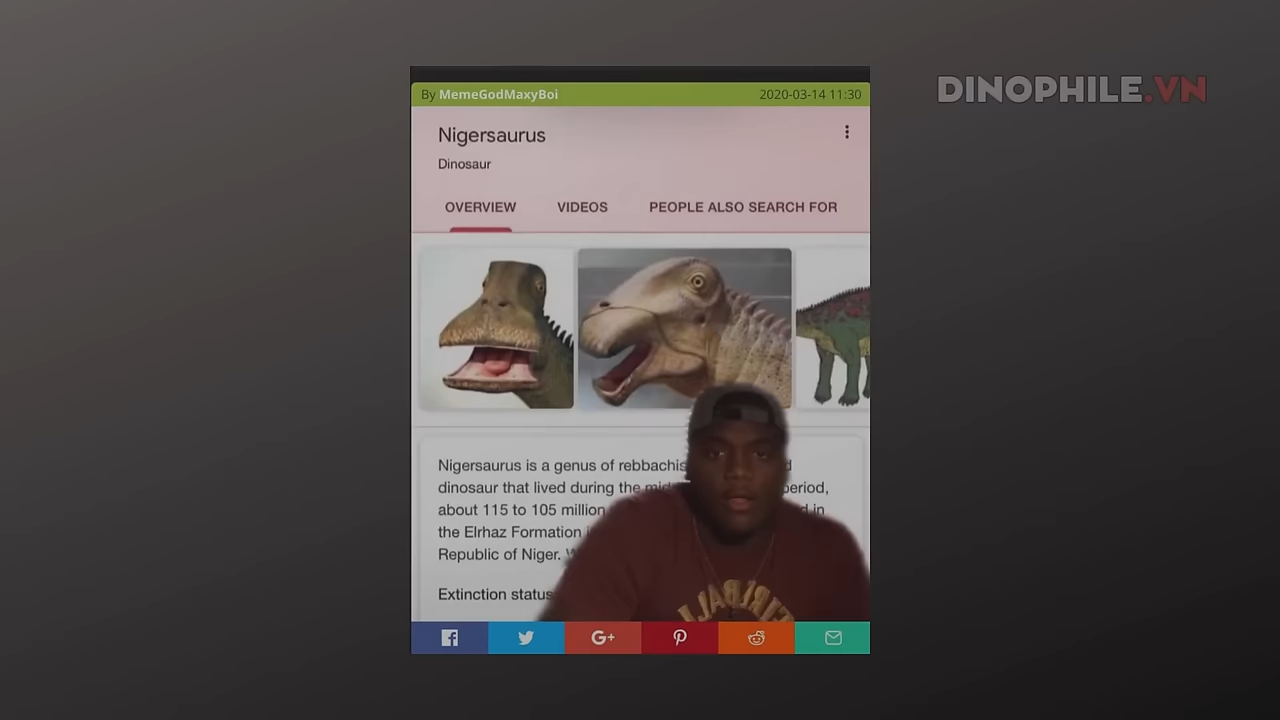 DINOPHILE.VN
By MemeGodMaxyBoi 2020-03-14 11:30
Nigersaurus
Dinosaur
OVERVIEW VIDEOS PEOPLE ALSO SEARCH FOR
Nigersaurus is a genus of
dinosaur that lived during the period,
about 115 to 105 million in
the Elrhaz Formation
Republic of Niger.
Extinction status
G+